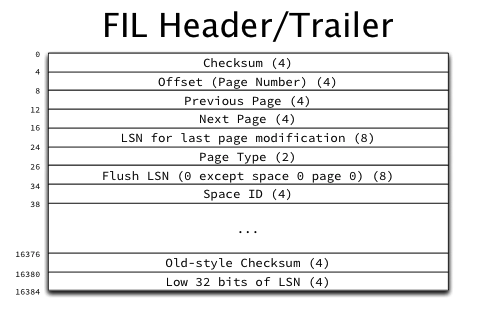 FIL Header/Trailer
0
Checksum (4)
4
Offset (Page Number) (4)
8
Previous Page (4)
12
Next Page (4)
16
LSN for last page modification (8)
24
Page Type (2)
26
Flush LSN (0 except space 0 page 0) (8)
34
Space ID (4)
38
...
16376
Old-style Checksum (4)
16380
Low 32 bits of LSN (4)
16384